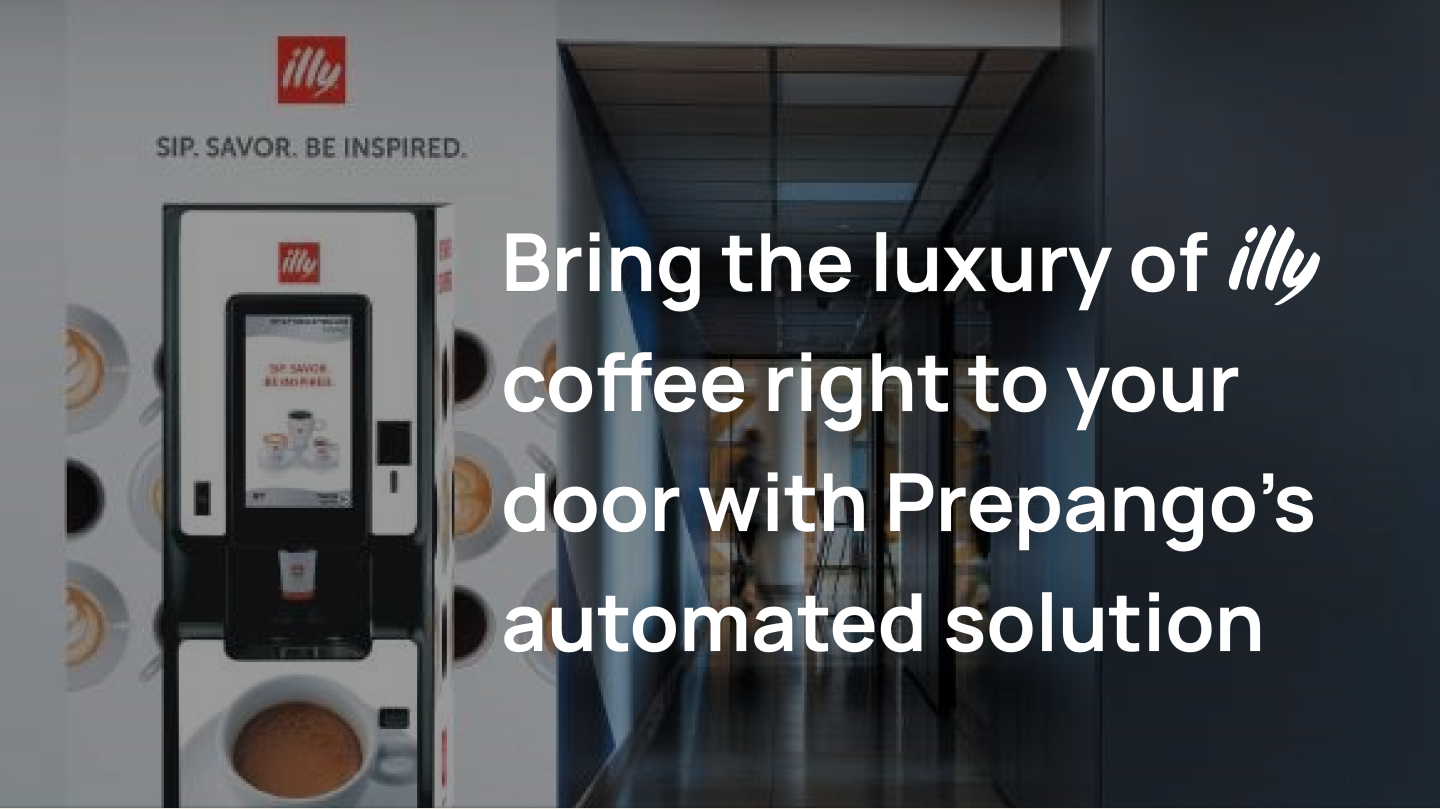 illy
SIP. SAVOR. BE INSPIRED.
illy
SIP. SAVOR.
BE INSPIRED.
Bring the luxury of illy
coffee right to your
door with Prepango’s
automated solution